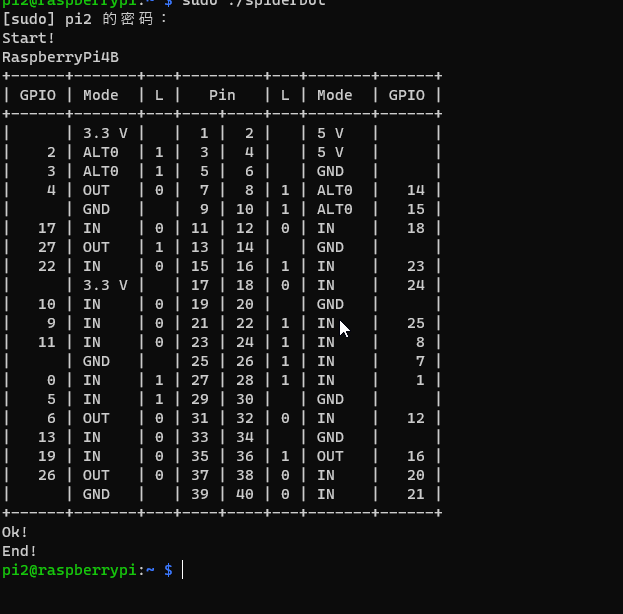 pi2@raspberrypi:~ $ sudo ./spiderbot
[sudo] pi2 的密码：
Start!
RaspberryPi4B
+------+-------+---+-------+-------+---+-------+------+
| GPIO | Mode  | L |      Pin      | L | Mode  | GPIO |
+------+-------+---+-------+-------+---+-------+------+
|      | 3.3 V |   |  1 |  2 |   | 5 V   |      |
|    2 | ALT0  | 1 |  3 |  4 |   | 5 V   |      |
|    3 | ALT0  | 1 |  5 |  6 |   | GND   |      |
|    4 | OUT   | 0 |  7 |  8 | 1 | ALT0  |   14 |
|      | GND   |   |  9 | 10 | 1 | ALT0  |   15 |
|   17 | IN    | 0 | 11 | 12 | 0 | IN    |   18 |
|   27 | OUT   | 1 | 13 | 14 |   | GND   |      |
|   22 | IN    | 0 | 15 | 16 | 1 | IN    |   23 |
|      | 3.3 V |   | 17 | 18 | 0 | IN    |   24 |
|   10 | IN    | 0 | 19 | 20 |   | GND   |      |
|    9 | IN    | 0 | 21 | 22 | 1 | IN    |   25 |
|   11 | IN    | 0 | 23 | 24 | 1 | IN    |    8 |
|      | GND   |   | 25 | 26 | 1 | IN    |    7 |
|    0 | IN    | 1 | 27 | 28 | 1 | IN    |    1 |
|    5 | IN    | 1 | 29 | 30 |   | GND   |      |
|    6 | OUT   | 0 | 31 | 32 | 0 | IN    |   12 |
|   13 | IN    | 0 | 33 | 34 |   | GND   |      |
|   19 | IN    | 0 | 35 | 36 | 1 | OUT   |   16 |
|   26 | OUT   | 0 | 37 | 38 | 0 | IN    |   20 |
|      | GND   |   | 39 | 40 | 0 | IN    |   21 |
+------+-------+---+-------+-------+---+-------+------+
Ok!
End!
pi2@raspberrypi:~ $